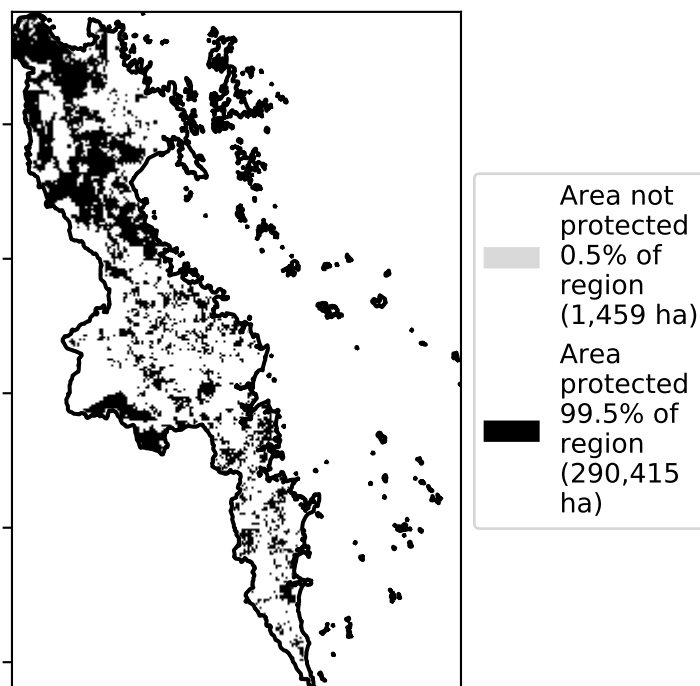 Area not
protected
0.5% of
region
(1,459 ha)
Area
protected
99.5% of
region
(290,415
ha)